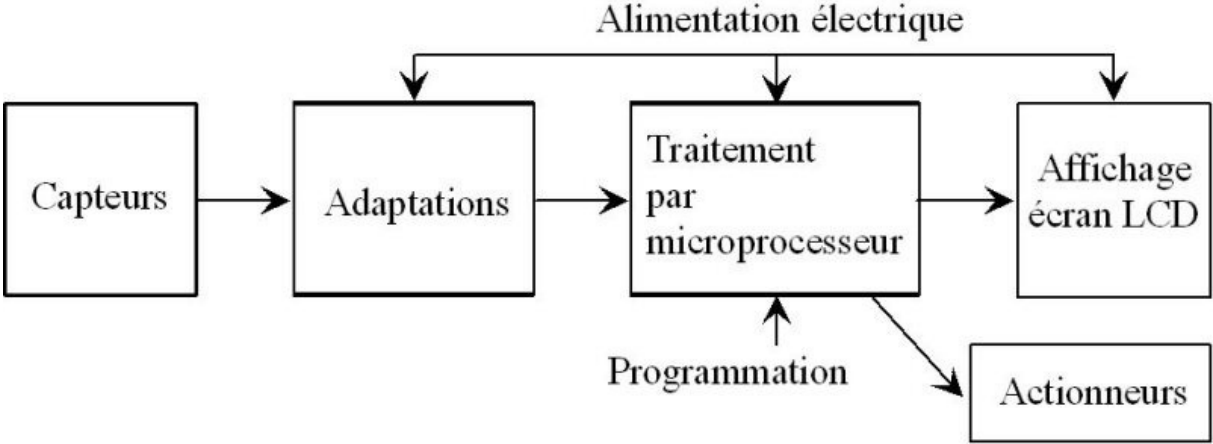 Alimentation électrique
Capteurs
Adaptations
Traitement
par
microprocesseur
Affichage
écran LCD
Programmation
Actionneurs